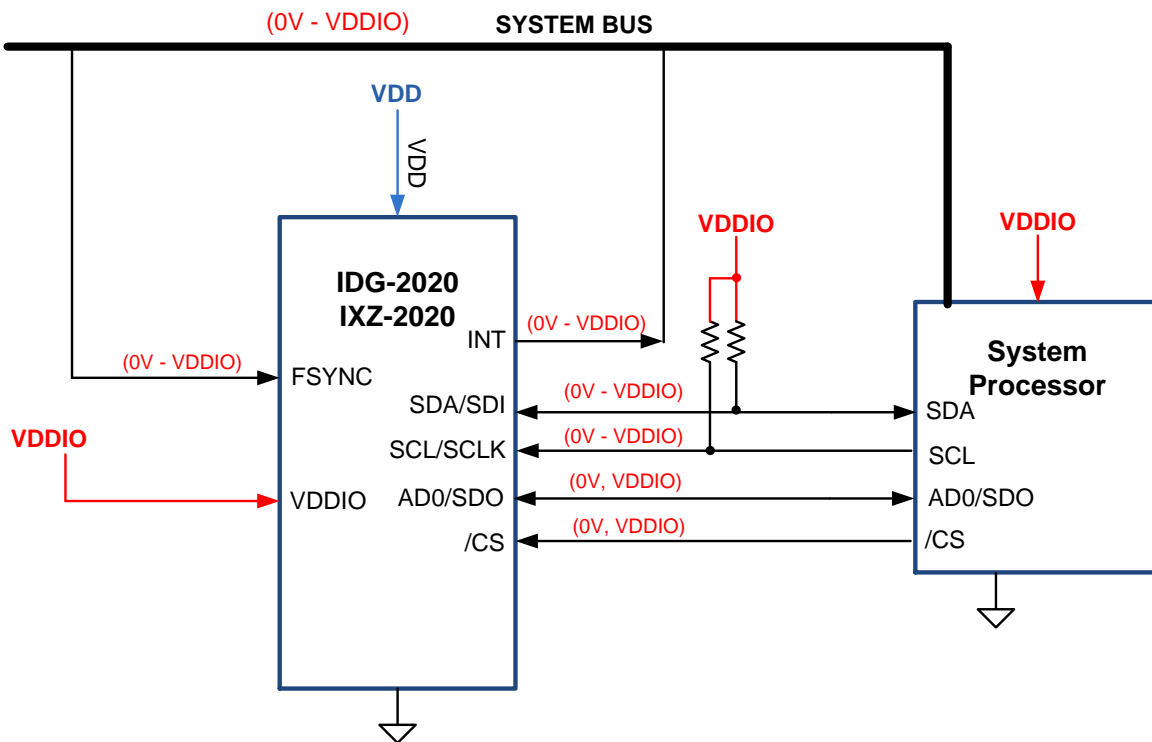 (0V - VDDIO)
SYSTEM BUS
VDD
VDD
VDDIO
VDDIO
IDG-2020
IXZ-2020
INT
(0V - VDDIO)
System
Processor
(0V - VDDIO)
FSYNC
SDA/SDI
(0V - VDDIO)
SDA
VDDIO
SCL/SCLK
(0V - VDDIO)
SCL
VDDIO
AD0/SDO
(0V, VDDIO)
AD0/SDO
/CS
(0V, VDDIO)
/CS